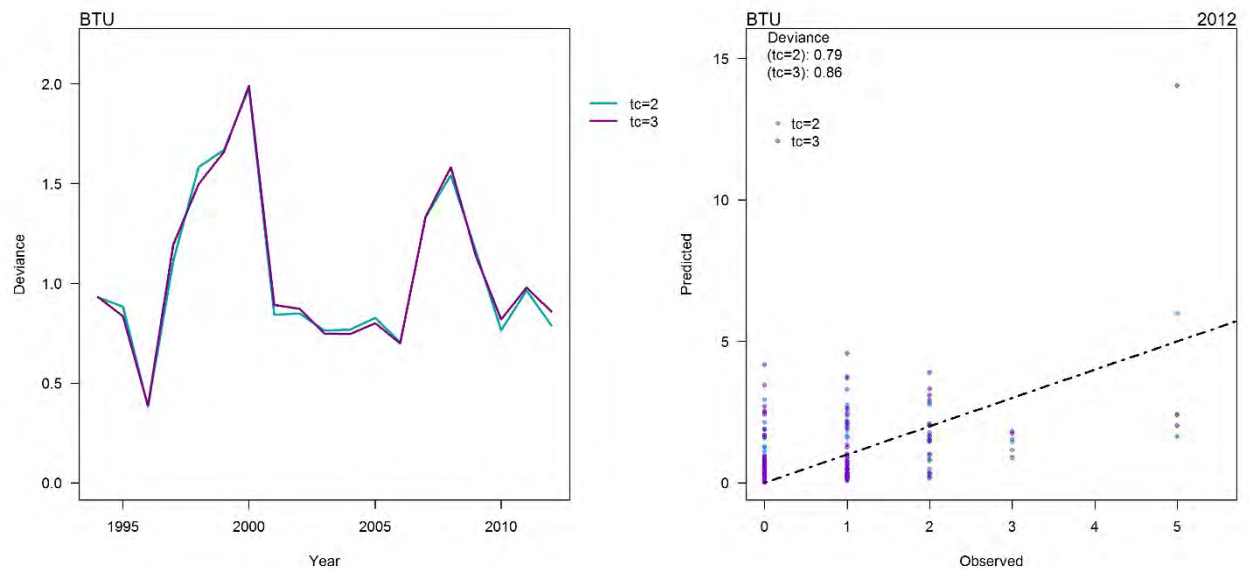 BTU
2.0
1.5
1.0
0.5
0.0
Deviance
1995 2000 2005 2010
Year
tc=2
tc=3
BTU 2012
Deviance
(tc=2): 0.79
(tc=3): 0.86
tc=2
tc=3
15
10
5
0
Predicted
0 1 2 3 4 5
Observed